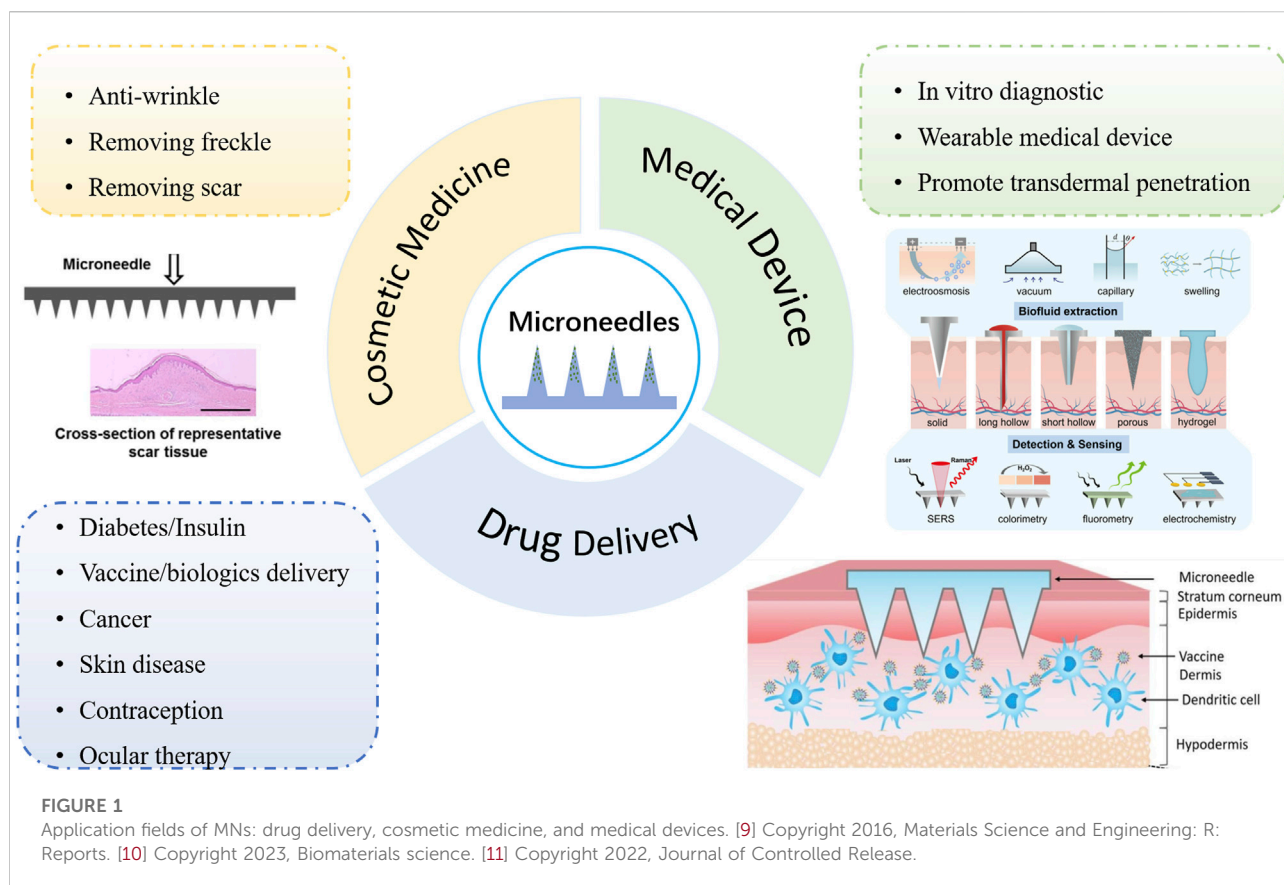 • Anti-wrinkle
• Removing freckle
• Removing scar
Microneedle
Cross-section of representative
scar tissue
• Diabetes/Insulin
• Vaccine/biologics delivery
• Cancer
• Skin disease
• Contraception
• Ocular therapy
Cosmetic Medicine
Medical Device
Drug Delivery
Microneedles
• In vitro diagnostic
• Wearable medical device
• Promote transdermal penetration
+
−
d
θ
electroosmosis
vacuum
capillary
swelling
Biofluid extraction
solid
long hollow
short hollow
porous
hydrogel
Detection & Sensing
Laser
Raman
H₂O₂
SERS
colorimetry
fluorometry
electrochemistry
Microneedle
Stratum corneum
Epidermis
Vaccine
Dermis
Dendritic cell
Hypodermis
FIGURE 1
Application fields of MNs: drug delivery, cosmetic medicine, and medical devices. [9] Copyright 2016, Materials Science and Engineering: R:
Reports. [10] Copyright 2023, Biomaterials science. [11] Copyright 2022, Journal of Controlled Release.